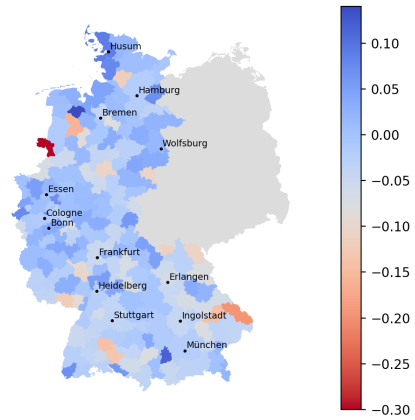 Husum
Hamburg
Bremen
Wolfsburg
Essen
Cologne
Bonn
Frankfurt
Erlangen
Heidelberg
Stuttgart
Ingolstadt
München
0.10
0.05
0.00
−0.05
−0.10
−0.15
−0.20
−0.25
−0.30